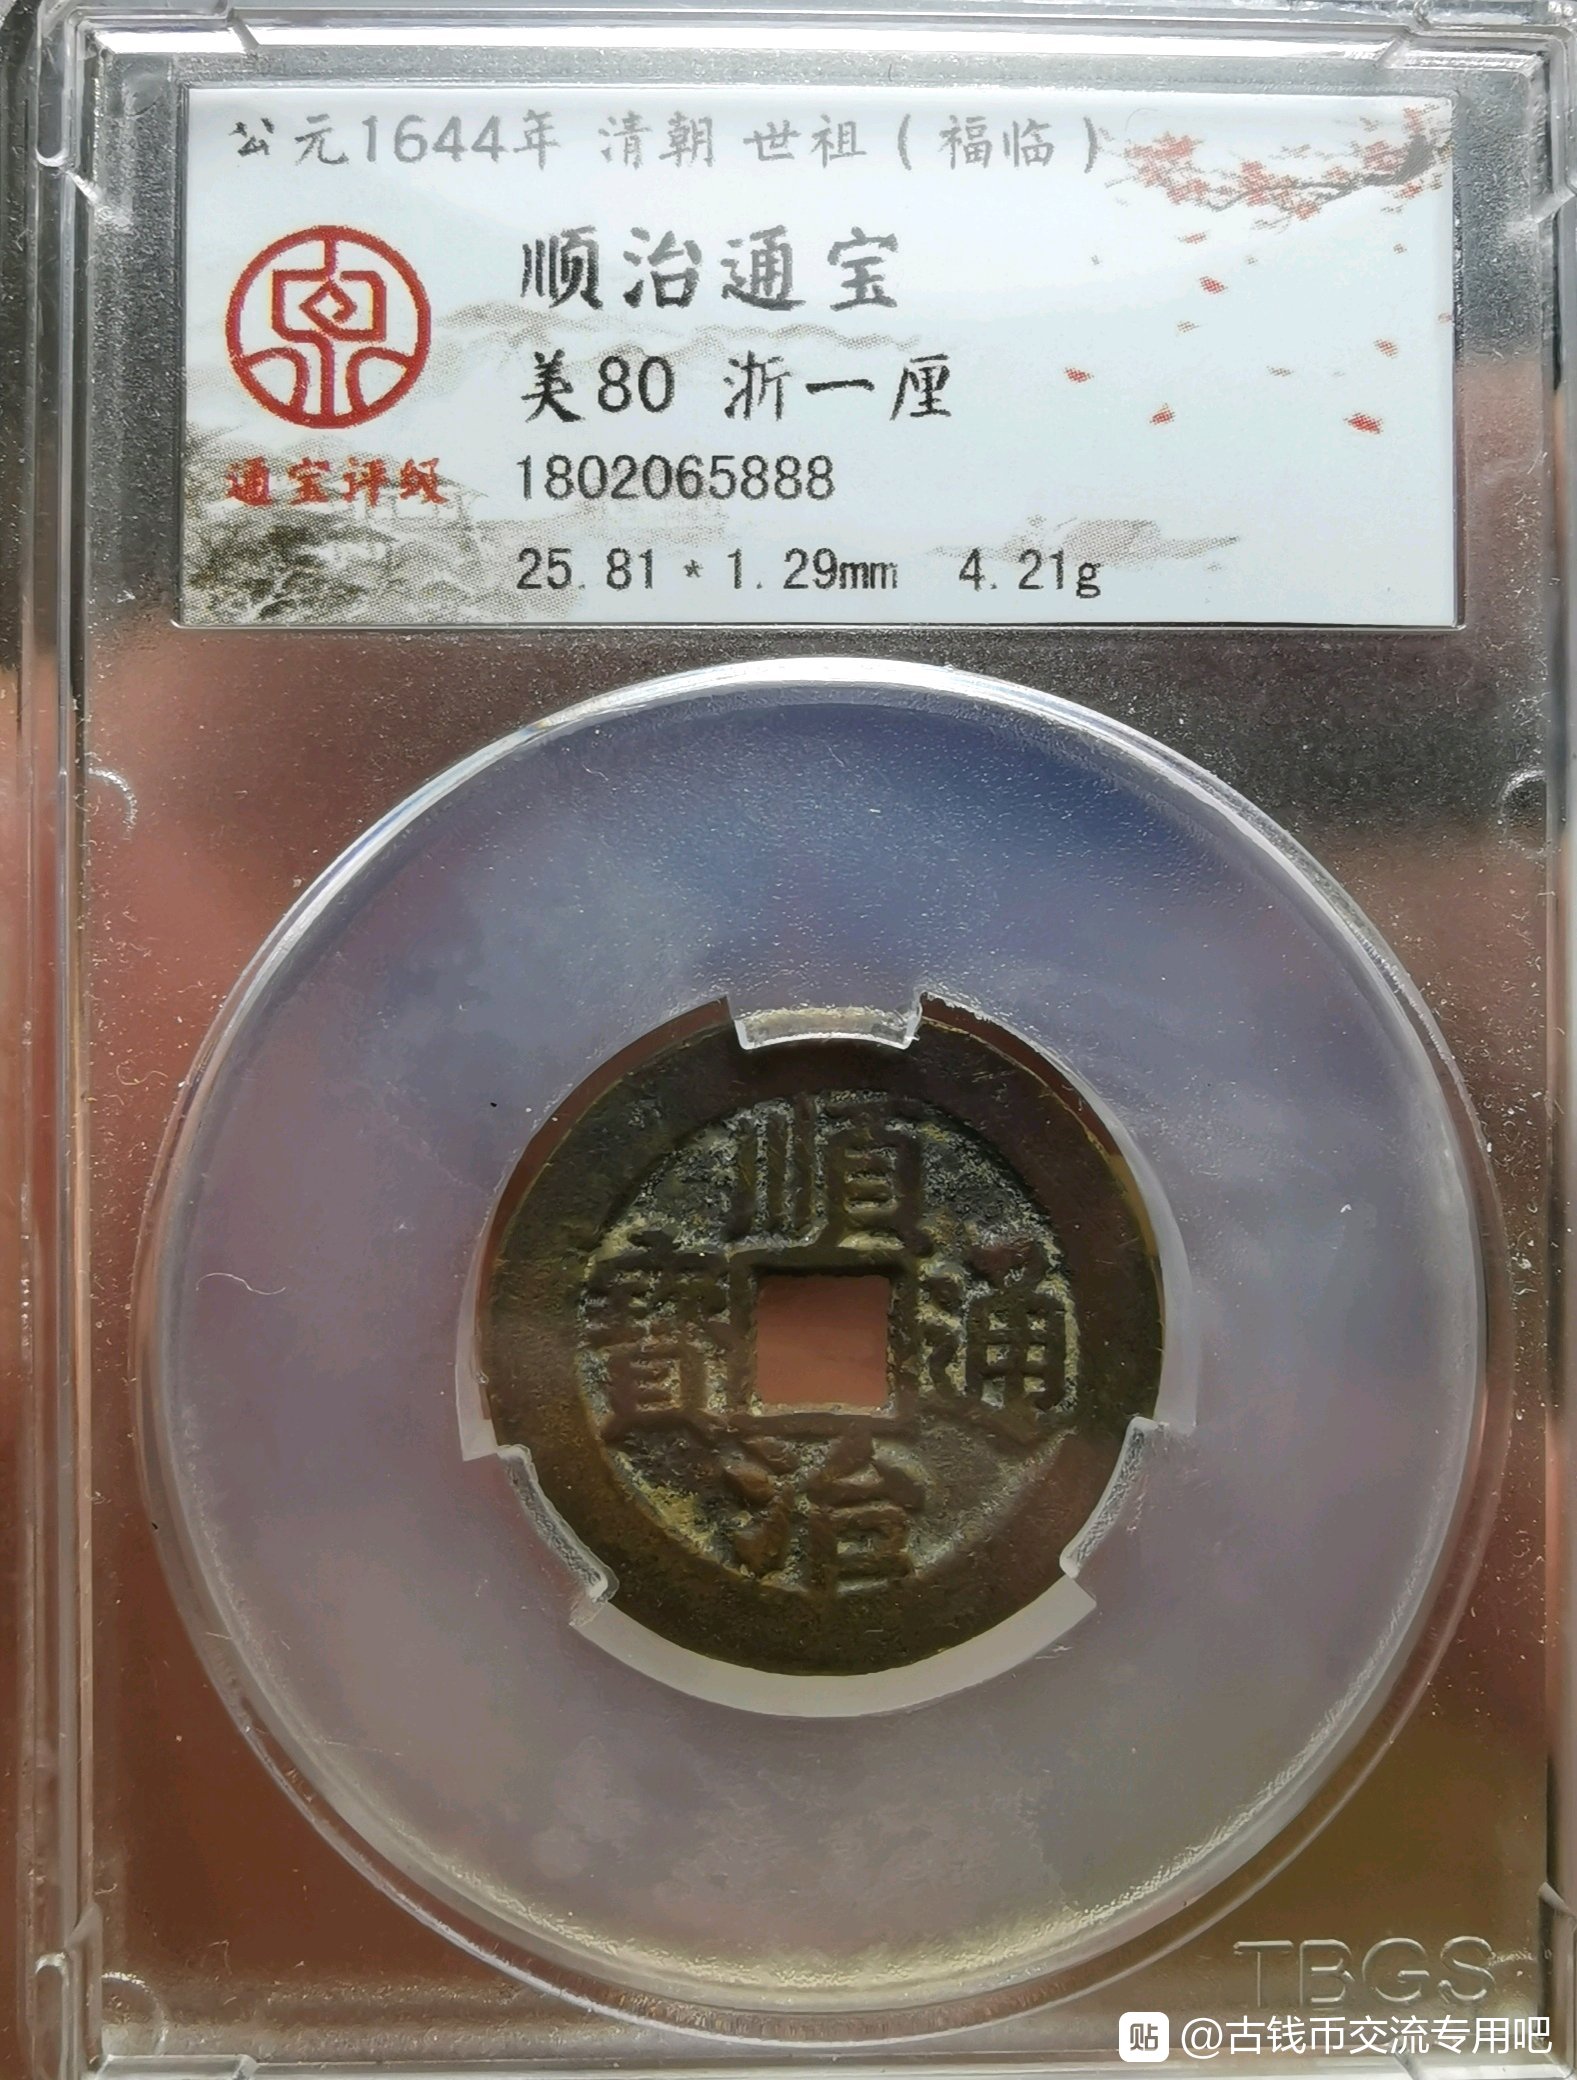 公元1644年 清朝 世祖(福临)
顺治通宝
美80 浙一厘
通宝评级
1802065888
25.81*1.29mm 4.21g
順
寶 通
治
TBGS
贴 @古钱币交流专用吧